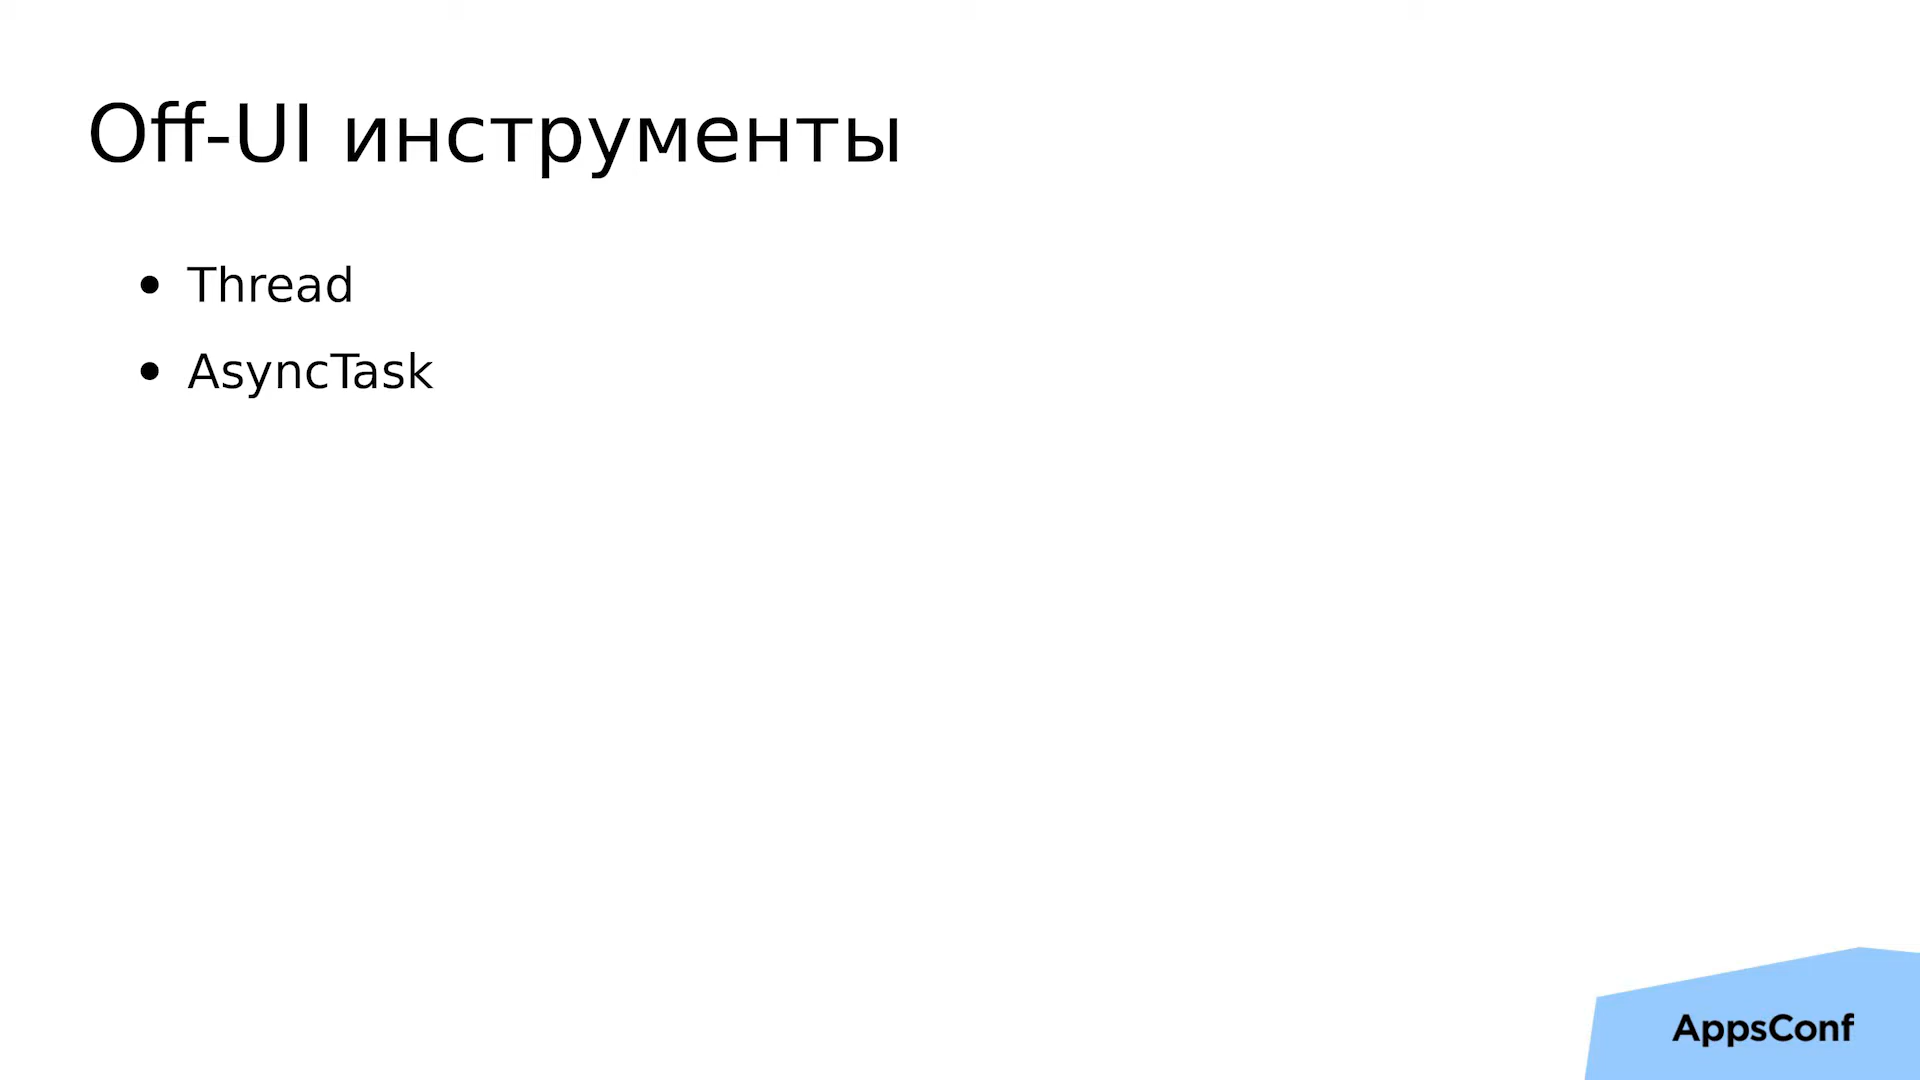 Off-UI инструменты
Thread
AsyncTask
AppsConf